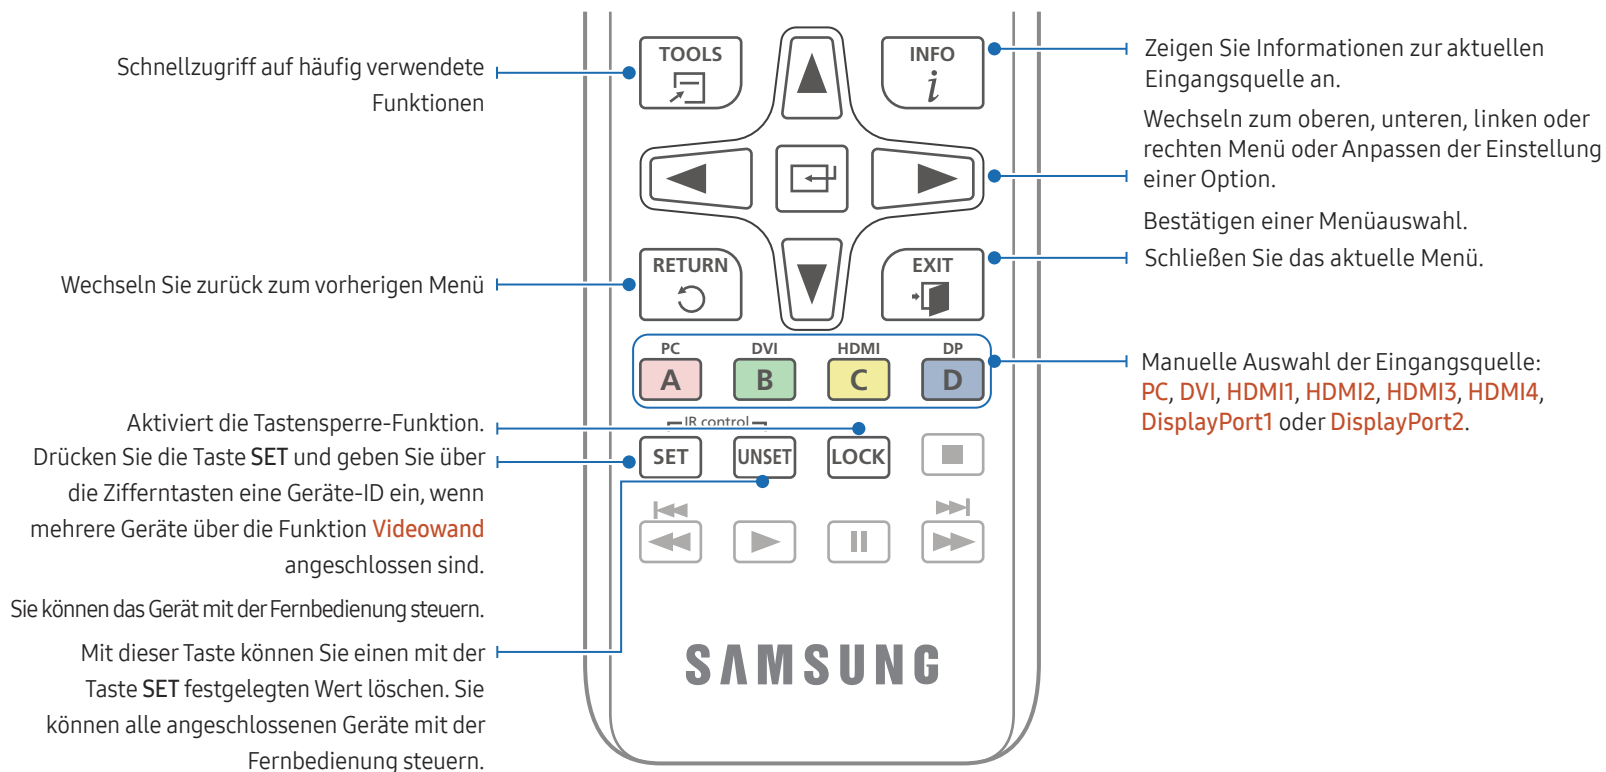 Schnellzugriff auf häufig verwendete
Funktionen
Wechseln Sie zurück zum vorherigen Menü
Aktiviert die Tastensperre-Funktion.
Drücken Sie die Taste SET und geben Sie über
die Zifferntasten eine Geräte-ID ein, wenn
mehrere Geräte über die Funktion Videowand
angeschlossen sind.
Sie können das Gerät mit der Fernbedienung steuern.
Mit dieser Taste können Sie einen mit der
Taste SET festgelegten Wert löschen. Sie
können alle angeschlossenen Geräte mit der
Fernbedienung steuern.
TOOLS
INFO
i
RETURN
EXIT
PC
DVI
HDMI
DP
A
B
C
D
IR control
SET
UNSET
LOCK
SAMSUNG
Zeigen Sie Informationen zur aktuellen
Eingangsquelle an.
Wechseln zum oberen, unteren, linken oder
rechten Menü oder Anpassen der Einstellung
einer Option.
Bestätigen einer Menüauswahl.
Schließen Sie das aktuelle Menü.
Manuelle Auswahl der Eingangsquelle:
PC, DVI, HDMI1, HDMI2, HDMI3, HDMI4,
DisplayPort1 oder DisplayPort2.